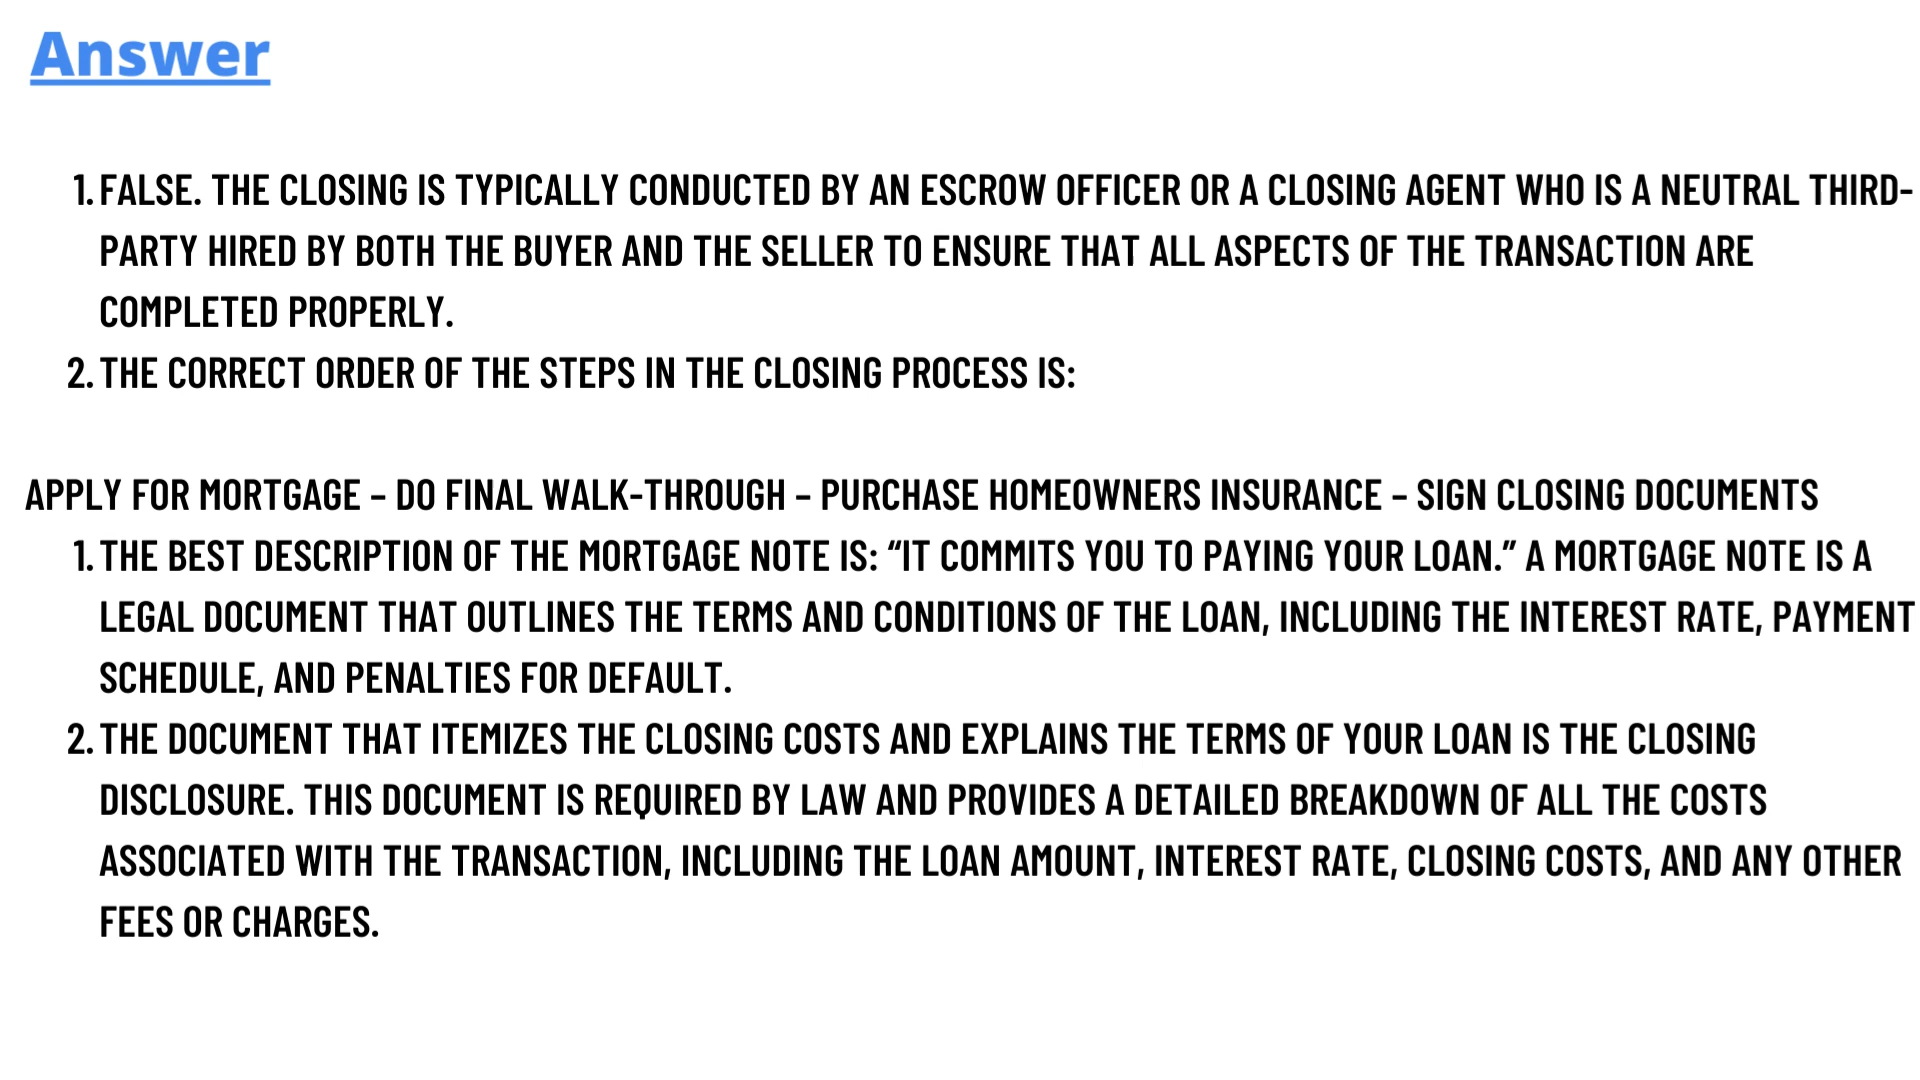 Answer
1. FALSE. THE CLOSING IS TYPICALLY CONDUCTED BY AN ESCROW OFFICER OR A CLOSING AGENT WHO IS A NEUTRAL THIRD-
PARTY HIRED BY BOTH THE BUYER AND THE SELLER TO ENSURE THAT ALL ASPECTS OF THE TRANSACTION ARE
COMPLETED PROPERLY.
2. THE CORRECT ORDER OF THE STEPS IN THE CLOSING PROCESS IS:
APPLY FOR MORTGAGE – DO FINAL WALK-THROUGH – PURCHASE HOMEOWNERS INSURANCE – SIGN CLOSING DOCUMENTS
1. THE BEST DESCRIPTION OF THE MORTGAGE NOTE IS: “IT COMMITS YOU TO PAYING YOUR LOAN.” A MORTGAGE NOTE IS A
LEGAL DOCUMENT THAT OUTLINES THE TERMS AND CONDITIONS OF THE LOAN, INCLUDING THE INTEREST RATE, PAYMENT
SCHEDULE, AND PENALTIES FOR DEFAULT.
2. THE DOCUMENT THAT ITEMIZES THE CLOSING COSTS AND EXPLAINS THE TERMS OF YOUR LOAN IS THE CLOSING
DISCLOSURE. THIS DOCUMENT IS REQUIRED BY LAW AND PROVIDES A DETAILED BREAKDOWN OF ALL THE COSTS
ASSOCIATED WITH THE TRANSACTION, INCLUDING THE LOAN AMOUNT, INTEREST RATE, CLOSING COSTS, AND ANY OTHER
FEES OR CHARGES.